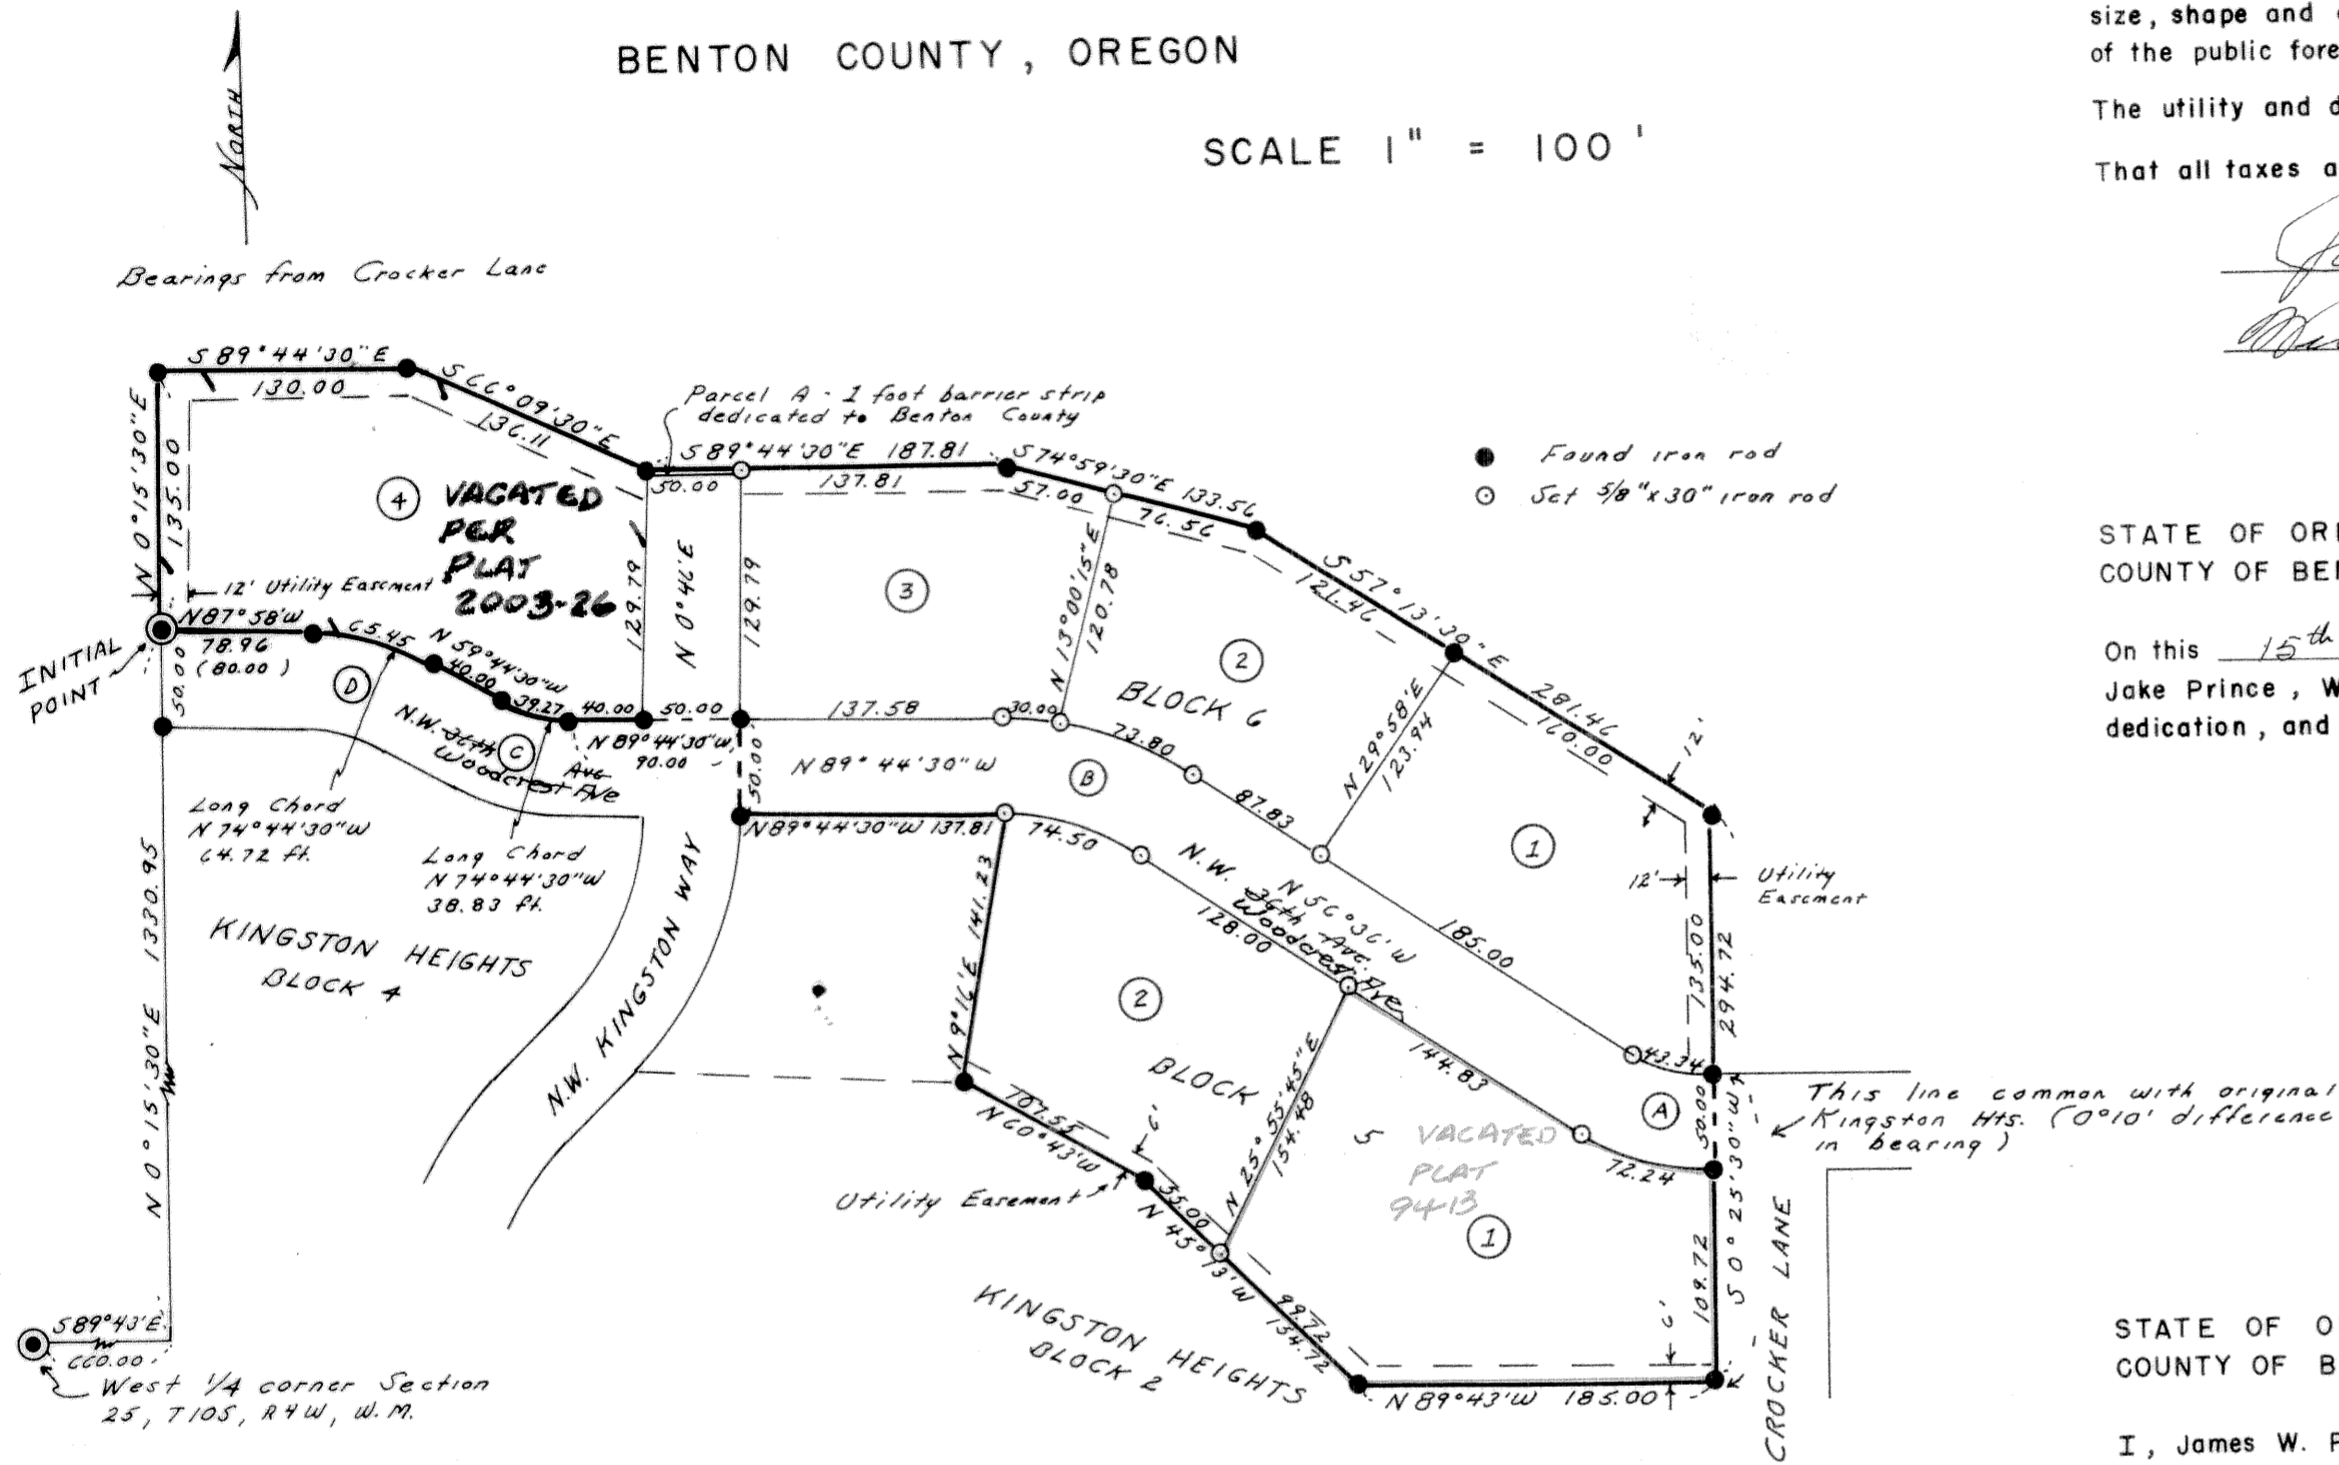 BENTON COUNTY, OREGON
SCALE 1" = 100'
NORTH
Bearings from Crocker Lane
size, shape and
of the public fore
The utility and d
That all taxes a
S 89°44'30" E
130.00
S 66°09'30" E
136.11
Parcel A - 1 foot barrier strip
dedicated to Benton County
S 89°44'30" E 187.81
50.00
137.81
S 74°59'30" E 133.56
57.00
76.56
● Found iron rod
⊙ Set 5/8" x 30" iron rod
N 0°15'30" E
135.00
4
VACATED
PER
PLAT
2003-26
12' Utility Easement
129.79
N 0°46' E
129.79
3
N 13°00'15" E
120.78
2
BLOCK 6
S 57°13'30" E
121.46
281.46
160.00
12'
N 29°58' E
123.94
STATE OF OR
COUNTY OF BE
On this 15th
Jake Prince, W
dedication, and
INITIAL
POINT
N 87°58' W
78.96
(80.00)
65.45
N 59°44'30" W
40.00
39.27
40.00
50.00
N 89°44'30" W
90.00
50.00
D
C
N.W. 36th Ave
Woodcrest Ave
137.58
30.00
73.80
87.83
50.00
N 89°44'30" W
B
N 89°44'30" W 137.81
74.50
1
12'
Utility
Easement
Long Chord
N 74°44'30" W
64.72 ft.
Long Chord
N 74°44'30" W
38.83 ft.
KINGSTON HEIGHTS
BLOCK 4
N.W. KINGSTON WAY
N 9°16' E 141.23
N.W. 36th Ave.
Woodcrest Ave,
N 56°36' W
128.00
185.00
135.00
294.72
43.34
A
50.00
This line common with original
Kingston Hts. (0°10' difference
in bearing)
N 0°15'30" E 1330.95
2
BLOCK
5
N 25°55'45" E
154.48
144.83
72.24
VACATED
PLAT
94-13
1
107.55
N 60°43' W
6'
Utility Easement
55.00
N 45°13' W
99.72
154.72
KINGSTON HEIGHTS
BLOCK 2
109.72
S 0°25'30" W
CROCKER LANE
6'
N 89°43' W 185.00
S 89°43' E
660.00
West 1/4 corner Section
25, T10S, R4W, W.M.
STATE OF O
COUNTY OF B
I, James W. P